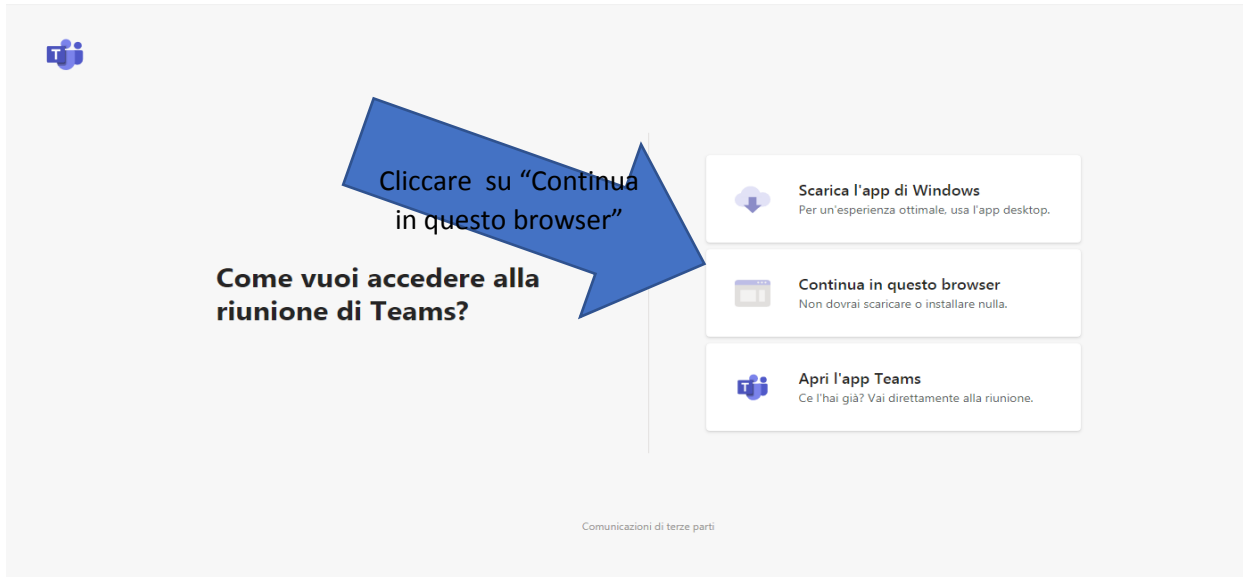 Cliccare su “Continua
in questo browser”
Come vuoi accedere alla
riunione di Teams?
Scarica l'app di Windows
Per un'esperienza ottimale, usa l'app desktop.
Continua in questo browser
Non dovrai scaricare o installare nulla.
Apri l'app Teams
Ce l'hai già? Vai direttamente alla riunione.
Comunicazioni di terze parti